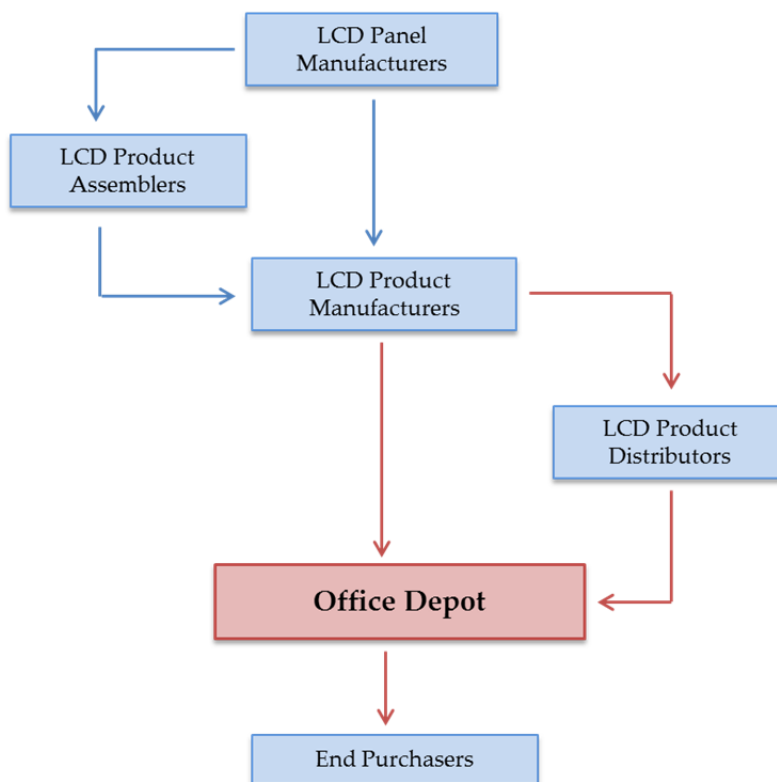 LCD Panel
Manufacturers
LCD Product
Assemblers
LCD Product
Manufacturers
LCD Product
Distributors
Office Depot
End Purchasers